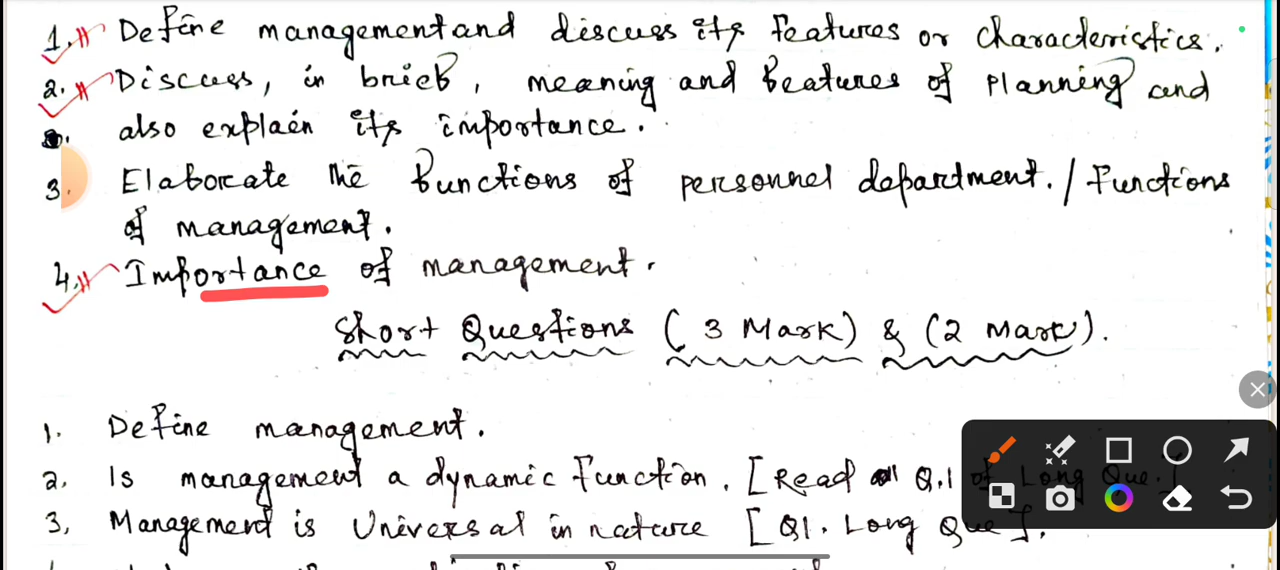 1. Define management and discuss its features or characteristics.
2. Discuss, in brief, meaning and features of planning and
also explain its importance.
3. Elaborate the functions of personnel department. / Functions
of management.
4. Importance of management.
Short Questions (3 Mark) & (2 Mark).
1. Define management.
2. Is management a dynamic Function. [Read Q.1 of Long Que.]
3, Management is Universal in nature [Q1. Long Que].